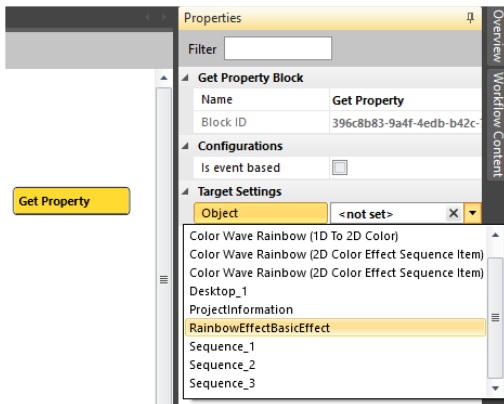 Properties
Filter
Get Property Block
Name Get Property
Block ID 396c8b83-9a4f-4edb-b42c-
Configurations
Is event based
Get Property
Target Settings
Object <not set>
Color Wave Rainbow (1D To 2D Color)
Color Wave Rainbow (2D Color Effect Sequence Item)
Color Wave Rainbow (2D Color Effect Sequence Item)
Desktop_1
ProjectInformation
RainbowEffectBasicEffect
Sequence_1
Sequence_2
Sequence_3
Overview
Workflow Content